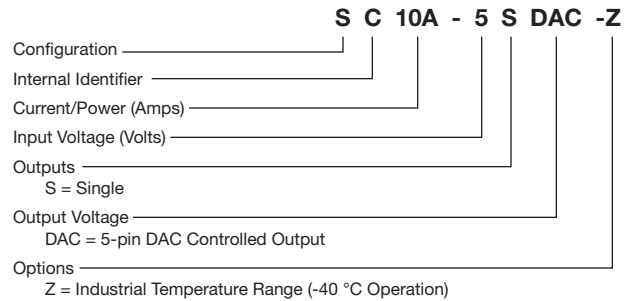 S C 10A - 5 S DAC -Z
Configuration
Internal Identifier
Current/Power (Amps)
Input Voltage (Volts)
Outputs
S = Single
Output Voltage
DAC = 5-pin DAC Controlled Output
Options
Z = Industrial Temperature Range (-40 °C Operation)